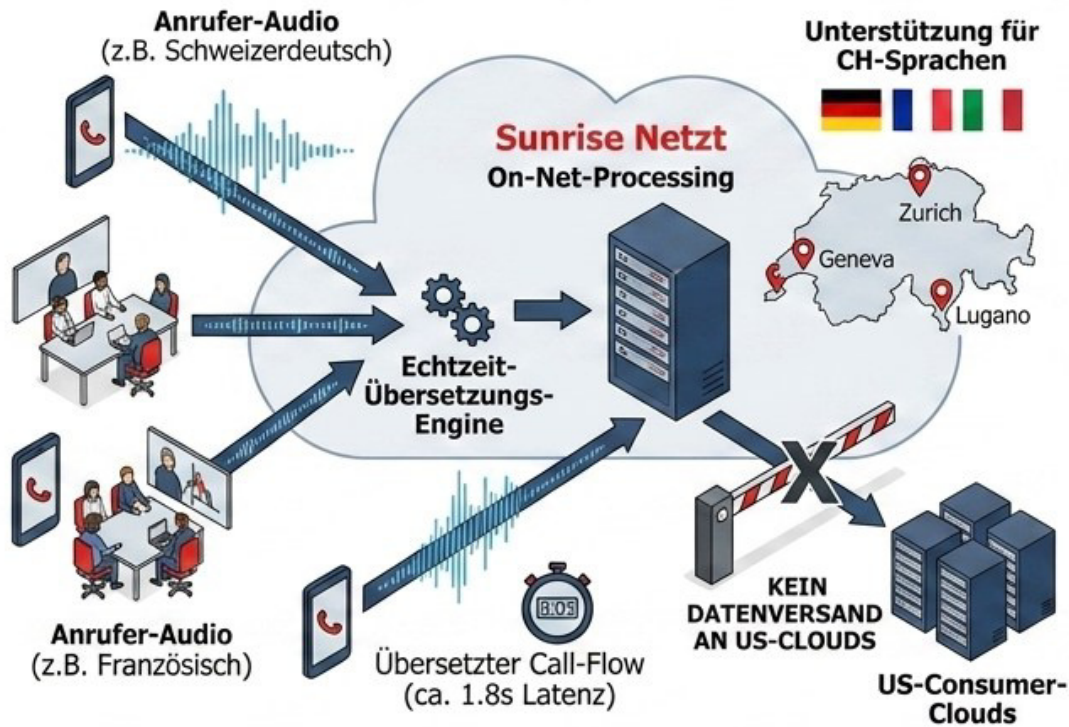 Anrufer-Audio
(z.B. Schweizerdeutsch)
Unterstützung für
CH-Sprachen
Sunrise Netzt
On-Net-Processing
Zurich
Geneva
Lugano
Echtzeit-
Übersetzungs-
Engine
Anrufer-Audio
(z.B. Französisch)
Übersetzter Call-Flow
(ca. 1.8s Latenz)
X
KEIN
DATENVERSAND
AN US-CLOUDS
US-Consumer-
Clouds